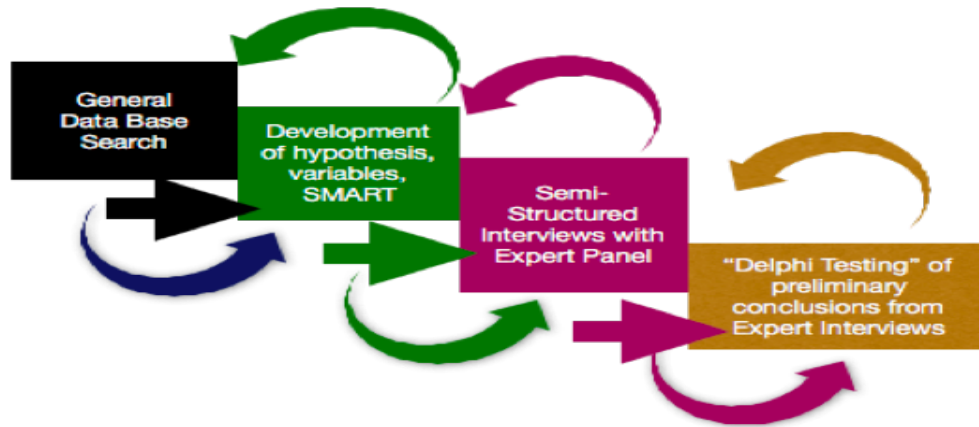 General
Data Base
Search
Development
of hypothesis,
variables,
SMART
Semi-
Structured
Interviews with
Expert Panel
“Delphi Testing” of
preliminary
conclusions from
Expert Interviews